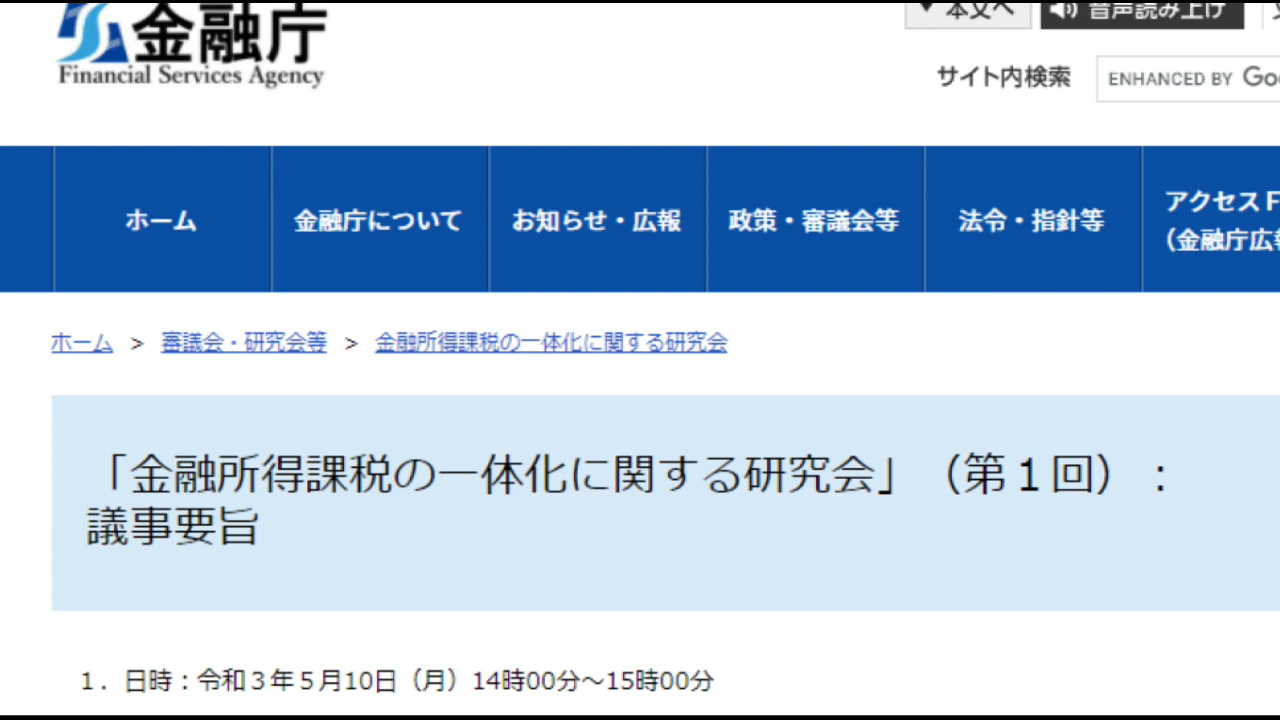 金融庁
Financial Services Agency
▼ 本文へ
音声読み上げ
サイト内検索
ENHANCED BY
ホーム
金融庁について
お知らせ・広報
政策・審議会等
法令・指針等
アクセスF
(金融庁広報
ホーム > 審議会・研究会等 > 金融所得課税の一体化に関する研究会
「金融所得課税の一体化に関する研究会」(第1回):
議事要旨
1. 日時:令和3年5月10日(月)14時00分~15時00分